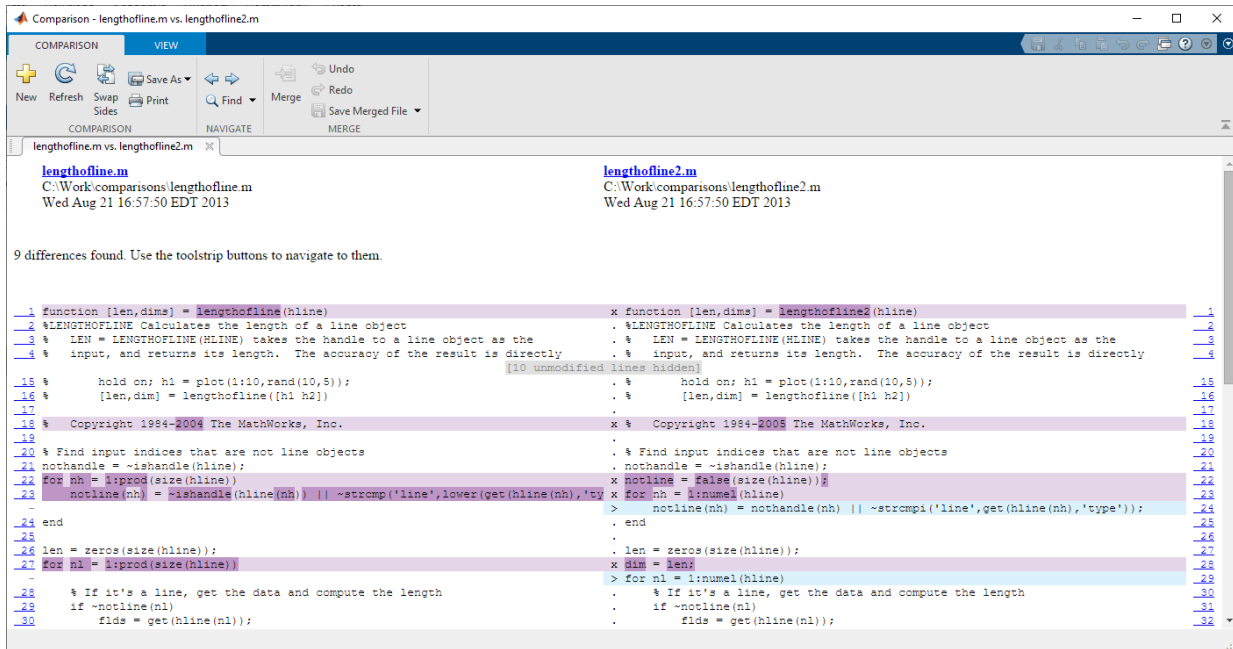 Comparison - lengthofline.m vs. lengthofline2.m
COMPARISON VIEW
New Refresh Swap Sides Save As Print Find Merge Undo Redo Save Merged File
COMPARISON NAVIGATE MERGE
lengthofline.m vs. lengthofline2.m
lengthofline.m lengthofline2.m
C:\Work\comparisons\lengthofline.m C:\Work\comparisons\lengthofline2.m
Wed Aug 21 16:57:50 EDT 2013 Wed Aug 21 16:57:50 EDT 2013
9 differences found. Use the toolstrip buttons to navigate to them.
1 function [len,dims] = lengthofline(hline) x function [len,dims] = lengthofline2(hline) 1
2 %LENGTHOFLINE Calculates the length of a line object . %LENGTHOFLINE Calculates the length of a line object 2
3 % LEN = LENGTHOFLINE(HLINE) takes the handle to a line object as the . % LEN = LENGTHOFLINE(HLINE) takes the handle to a line object as the 3
4 % input, and returns its length. The accuracy of the result is directly . % input, and returns its length. The accuracy of the result is directly 4
[10 unmodified lines hidden]
15 % hold on; h1 = plot(1:10,rand(10,5)); . % hold on; h1 = plot(1:10,rand(10,5)); 15
16 % [len,dim] = lengthofline([h1 h2]) . % [len,dim] = lengthofline([h1 h2]) 16
17 . 17
18 % Copyright 1984-2004 The MathWorks, Inc. x % Copyright 1984-2005 The MathWorks, Inc. 18
19 . 19
20 % Find input indices that are not line objects . % Find input indices that are not line objects 20
21 nothandle = ~ishandle(hline); . nothandle = ~ishandle(hline); 21
22 for nh = 1:prod(size(hline)) x notline = false(size(hline)); 22
23 notline(nh) = ~ishandle(hline(nh)) || ~strcmp('line',lower(get(hline(nh),'ty x for nh = 1:numel(hline) 23
- > notline(nh) = nothandle(nh) || ~strcmpi('line',get(hline(nh),'type')); 24
24 end . end 25
25 . 26
26 len = zeros(size(hline)); . len = zeros(size(hline)); 27
27 for nl = 1:prod(size(hline)) x dim = len; 28
- > for nl = 1:numel(hline) 29
28 % If it's a line, get the data and compute the length . % If it's a line, get the data and compute the length 30
29 if ~notline(nl) . if ~notline(nl) 31
30 flds = get(hline(nl)); . flds = get(hline(nl)); 32